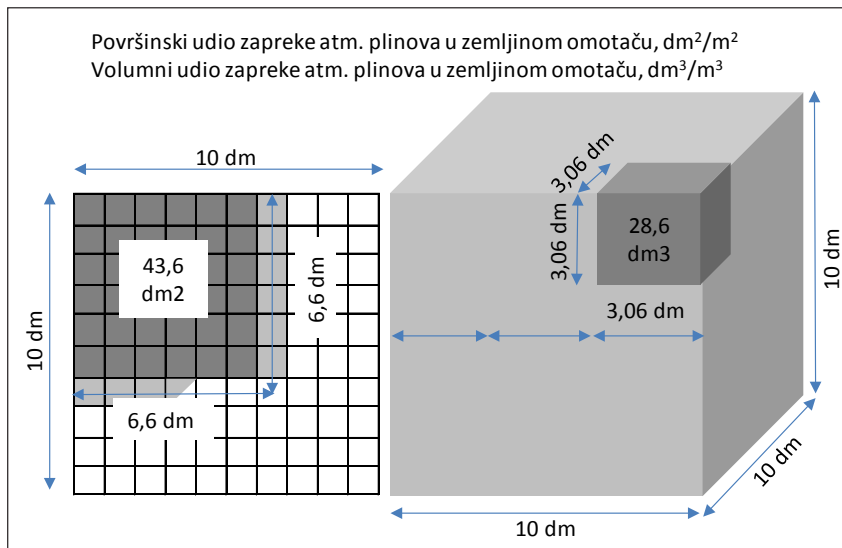 Površinski udio zapreke atm. plinova u zemljinom omotaču, dm²/m²
Volumni udio zapreke atm. plinova u zemljinom omotaču, dm³/m³
10 dm
10 dm
43,6
dm2
6,6 dm
6,6 dm
3,06 dm
3,06 dm
28,6
dm3
3,06 dm
10 dm
10 dm
10 dm